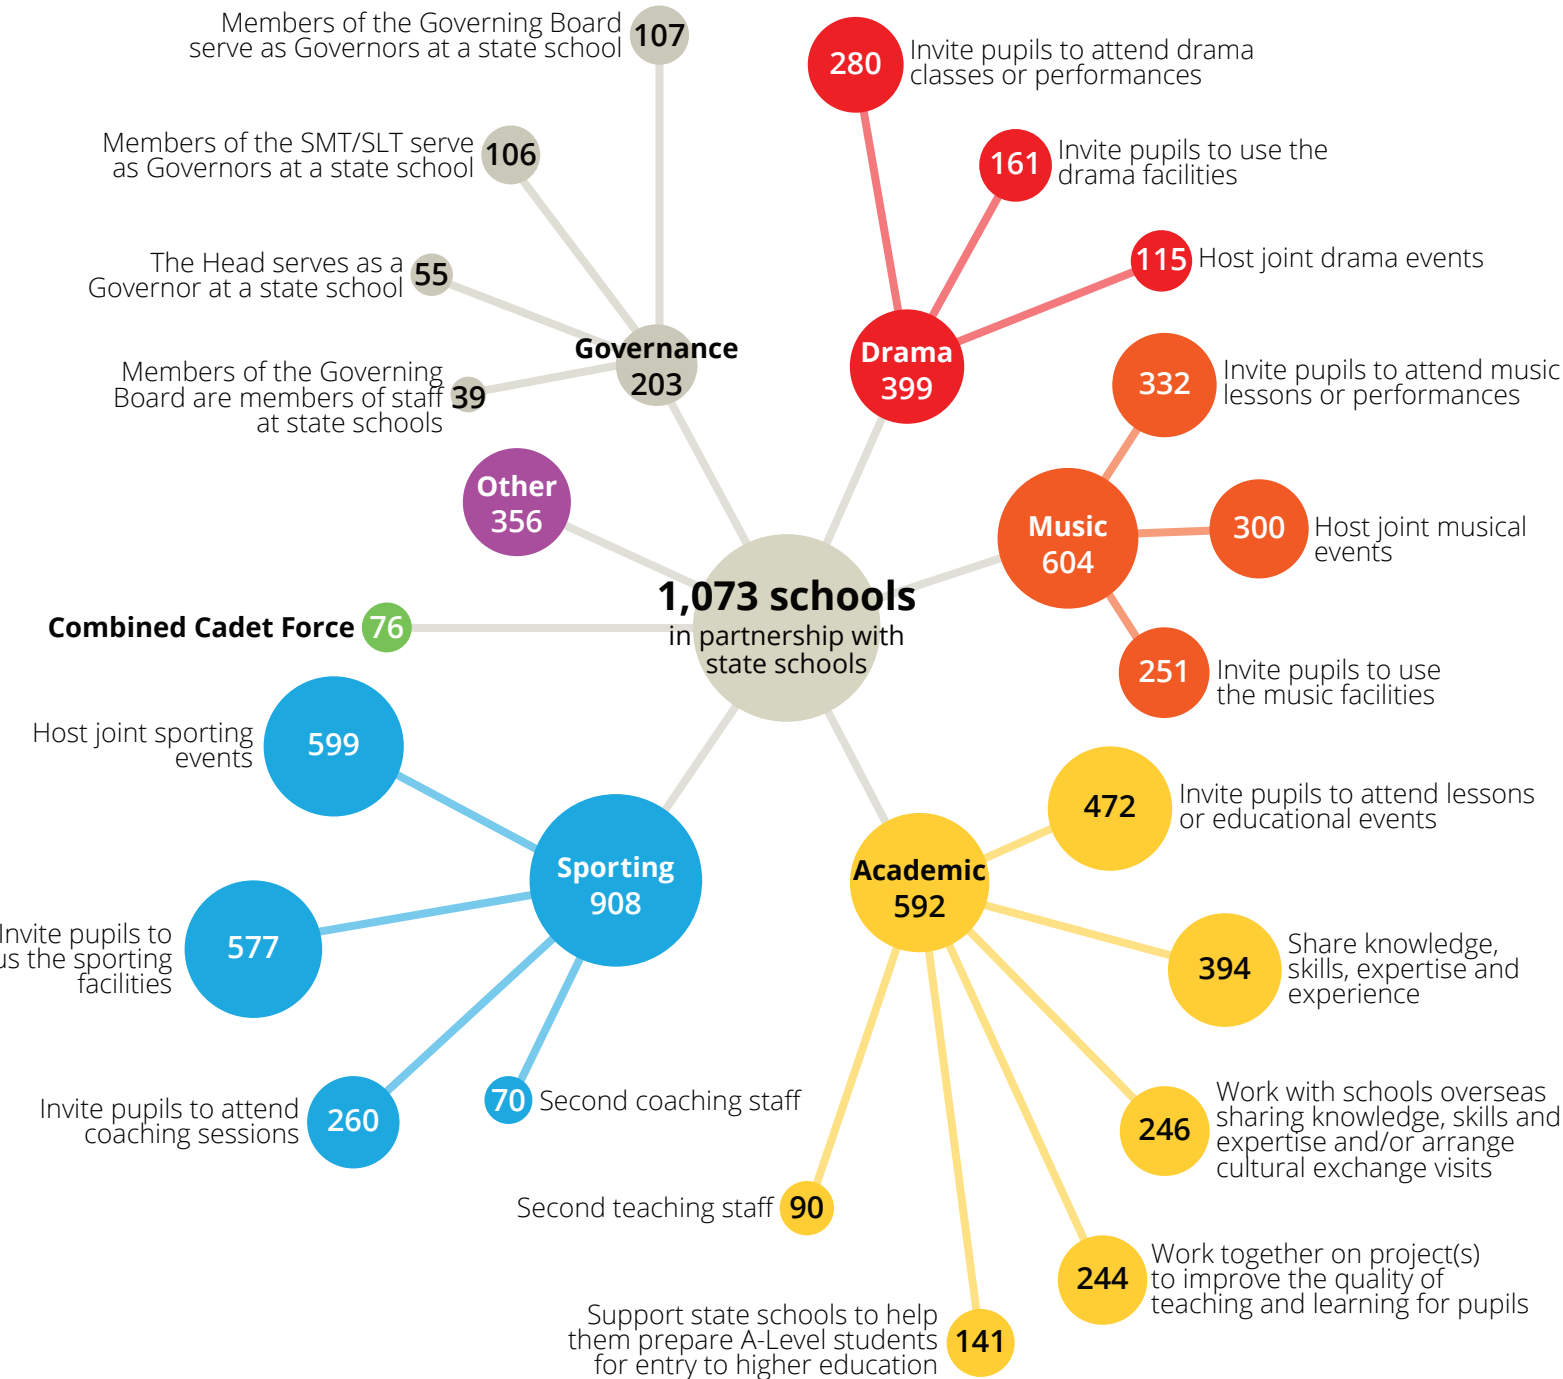 Members of the Governing Board
serve as Governors at a state school
107
Members of the SMT/SLT serve
as Governors at a state school
106
The Head serves as a
Governor at a state school
55
Members of the Governing
Board are members of staff
at state schools
39
Governance
203
280
Invite pupils to attend drama
classes or performances
161
Invite pupils to use the
drama facilities
115
Host joint drama events
Drama
399
332
Invite pupils to attend music
lessons or performances
Music
604
300
Host joint musical
events
251
Invite pupils to use
the music facilities
Other
356
1,073 schools
in partnership with
state schools
Combined Cadet Force
76
Host joint sporting
events
599
Sporting
908
Invite pupils to
us the sporting
facilities
577
Invite pupils to attend
coaching sessions
260
70
Second coaching staff
Academic
592
472
Invite pupils to attend lessons
or educational events
394
Share knowledge,
skills, expertise and
experience
246
Work with schools overseas
sharing knowledge, skills and
expertise and/or arrange
cultural exchange visits
244
Work together on project(s)
to improve the quality of
teaching and learning for pupils
Second teaching staff
90
Support state schools to help
them prepare A-Level students
for entry to higher education
141